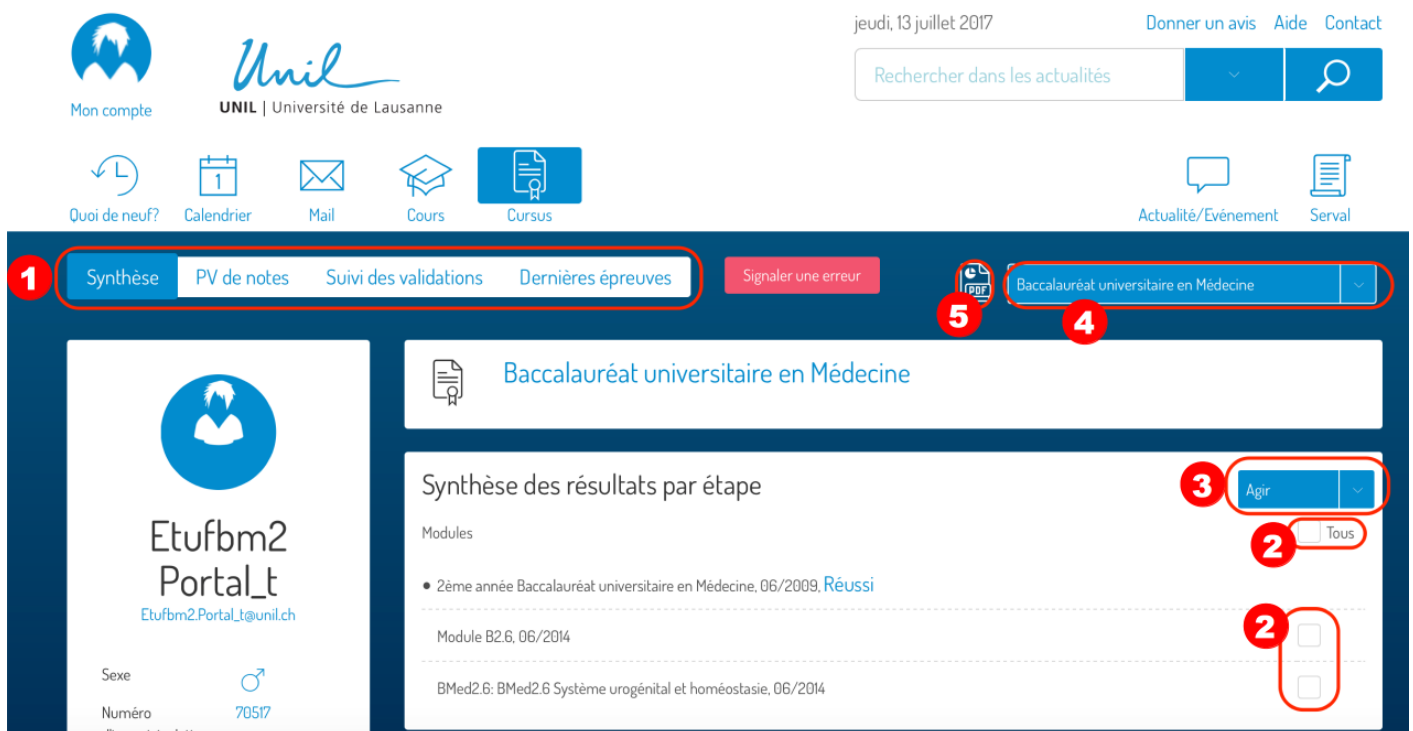 jeudi, 13 juillet 2017 Donner un avis Aide Contact
Unil
UNIL | Université de Lausanne
Rechercher dans les actualités
Mon compte
1
Quoi de neuf? Calendrier Mail Cours Cursus Actualité/Evénement Serval
1 Synthèse PV de notes Suivi des validations Dernières épreuves Signaler une erreur PDF Baccalauréat universitaire en Médecine
5 4
Baccalauréat universitaire en Médecine
Synthèse des résultats par étape 3 Agir
Modules 2 Tous
• 2ème année Baccalauréat universitaire en Médecine, 06/2009, Réussi
Module B2.6, 06/2014 2
BMed2.6: BMed2.6 Système urogénital et homéostasie, 06/2014
Etufbm2
Portal_t
Etufbm2.Portal_t@unil.ch
Sexe
Numéro 70517